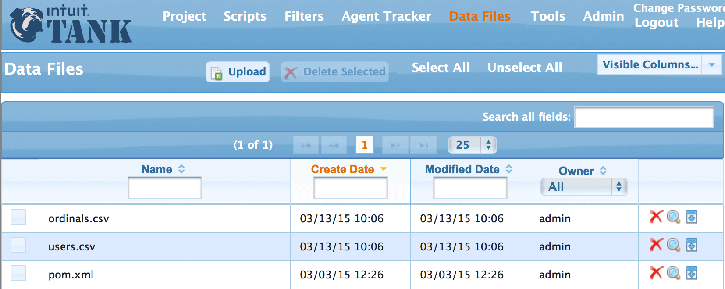 intuit
TANK
Project Scripts Filters Agent Tracker Data Files Tools Admin Change Password
Logout Help
Data Files Upload Delete Selected Select All Unselect All Visible Columns...
Search all fields:
(1 of 1) 1 25
Name Create Date Modified Date Owner
All
ordinals.csv 03/13/15 10:06 03/13/15 10:06 admin
users.csv 03/13/15 10:06 03/13/15 10:06 admin
pom.xml 03/03/15 12:26 03/03/15 12:26 admin